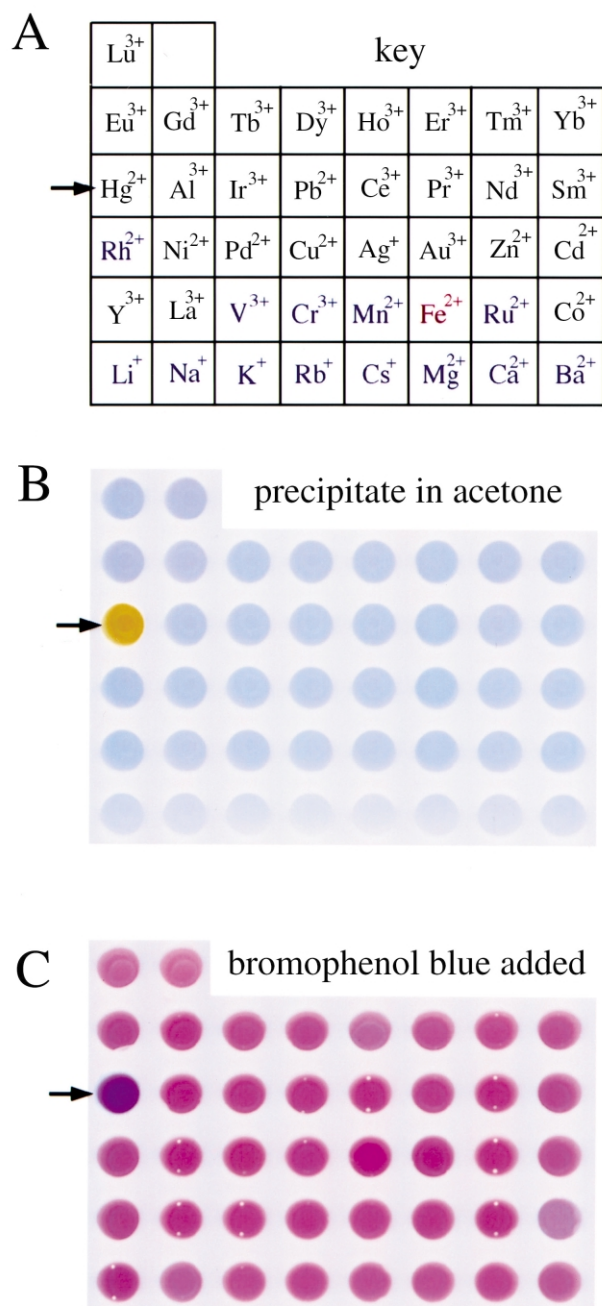 A
key
Lu3+
Eu3+ Gd3+ Tb3+ Dy3+ Ho3+ Er3+ Tm3+ Yb3+
Hg2+ Al3+ Ir3+ Pb2+ Ce3+ Pr3+ Nd3+ Sm3+
Rh2+ Ni2+ Pd2+ Cu2+ Ag+ Au3+ Zn2+ Cd2+
Y3+ La3+ V3+ Cr3+ Mn2+ Fe2+ Ru2+ Co2+
Li+ Na+ K+ Rb+ Cs+ Mg2+ Ca2+ Ba2+
B
precipitate in acetone
C
bromophenol blue added